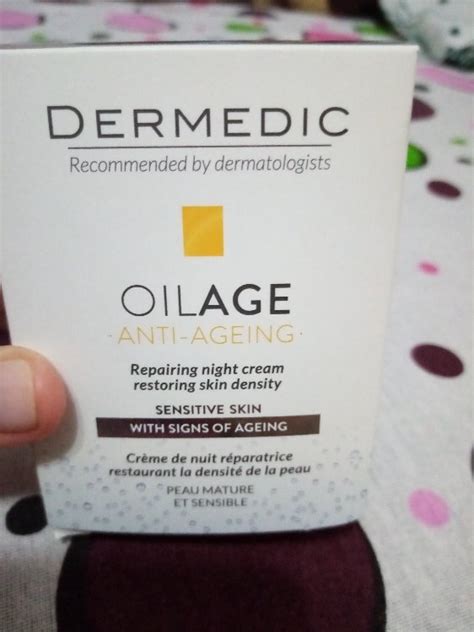 DERMEDIC
Recommended by dermatologists
OILAGE
·ANTI-AGEING·
Repairing night cream
restoring skin density
SENSITIVE SKIN
WITH SIGNS OF AGEING
Crème de nuit réparatrice
restaurant la densité de la peau
PEAU MATURE
ET SENSIBLE